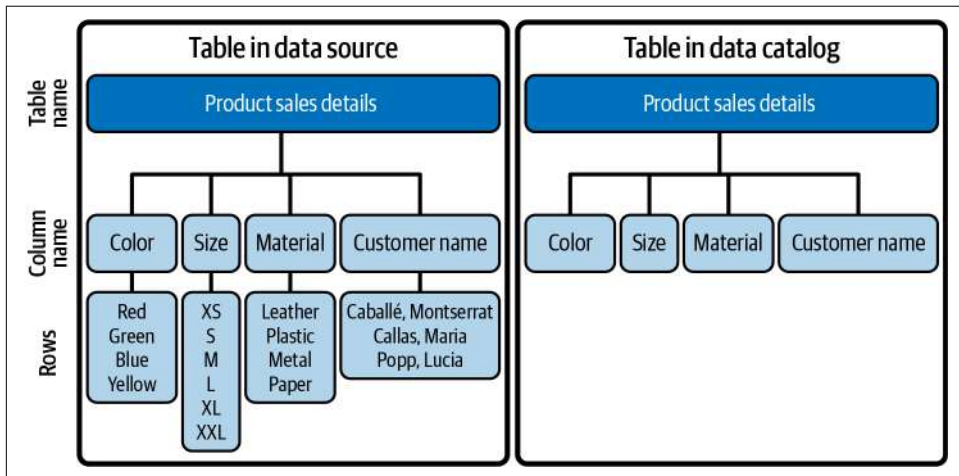 Table in data source
Table name
Product sales details
Column name
Color
Size
Material
Customer name
Rows
Red
Green
Blue
Yellow
XS
S
M
L
XL
XXL
Leather
Plastic
Metal
Paper
Caballé, Montserrat
Callas, Maria
Popp, Lucia
Table in data catalog
Product sales details
Color
Size
Material
Customer name